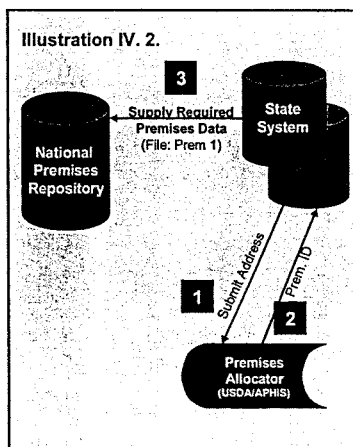 Illustration IV. 2.
3
Supply Required
Premises Data
(File: Prem 1)
State
System
National
Premises
Repository
1
Submit Address
Prem. ID
2
Premises
Allocator
(USDA/APHIS)